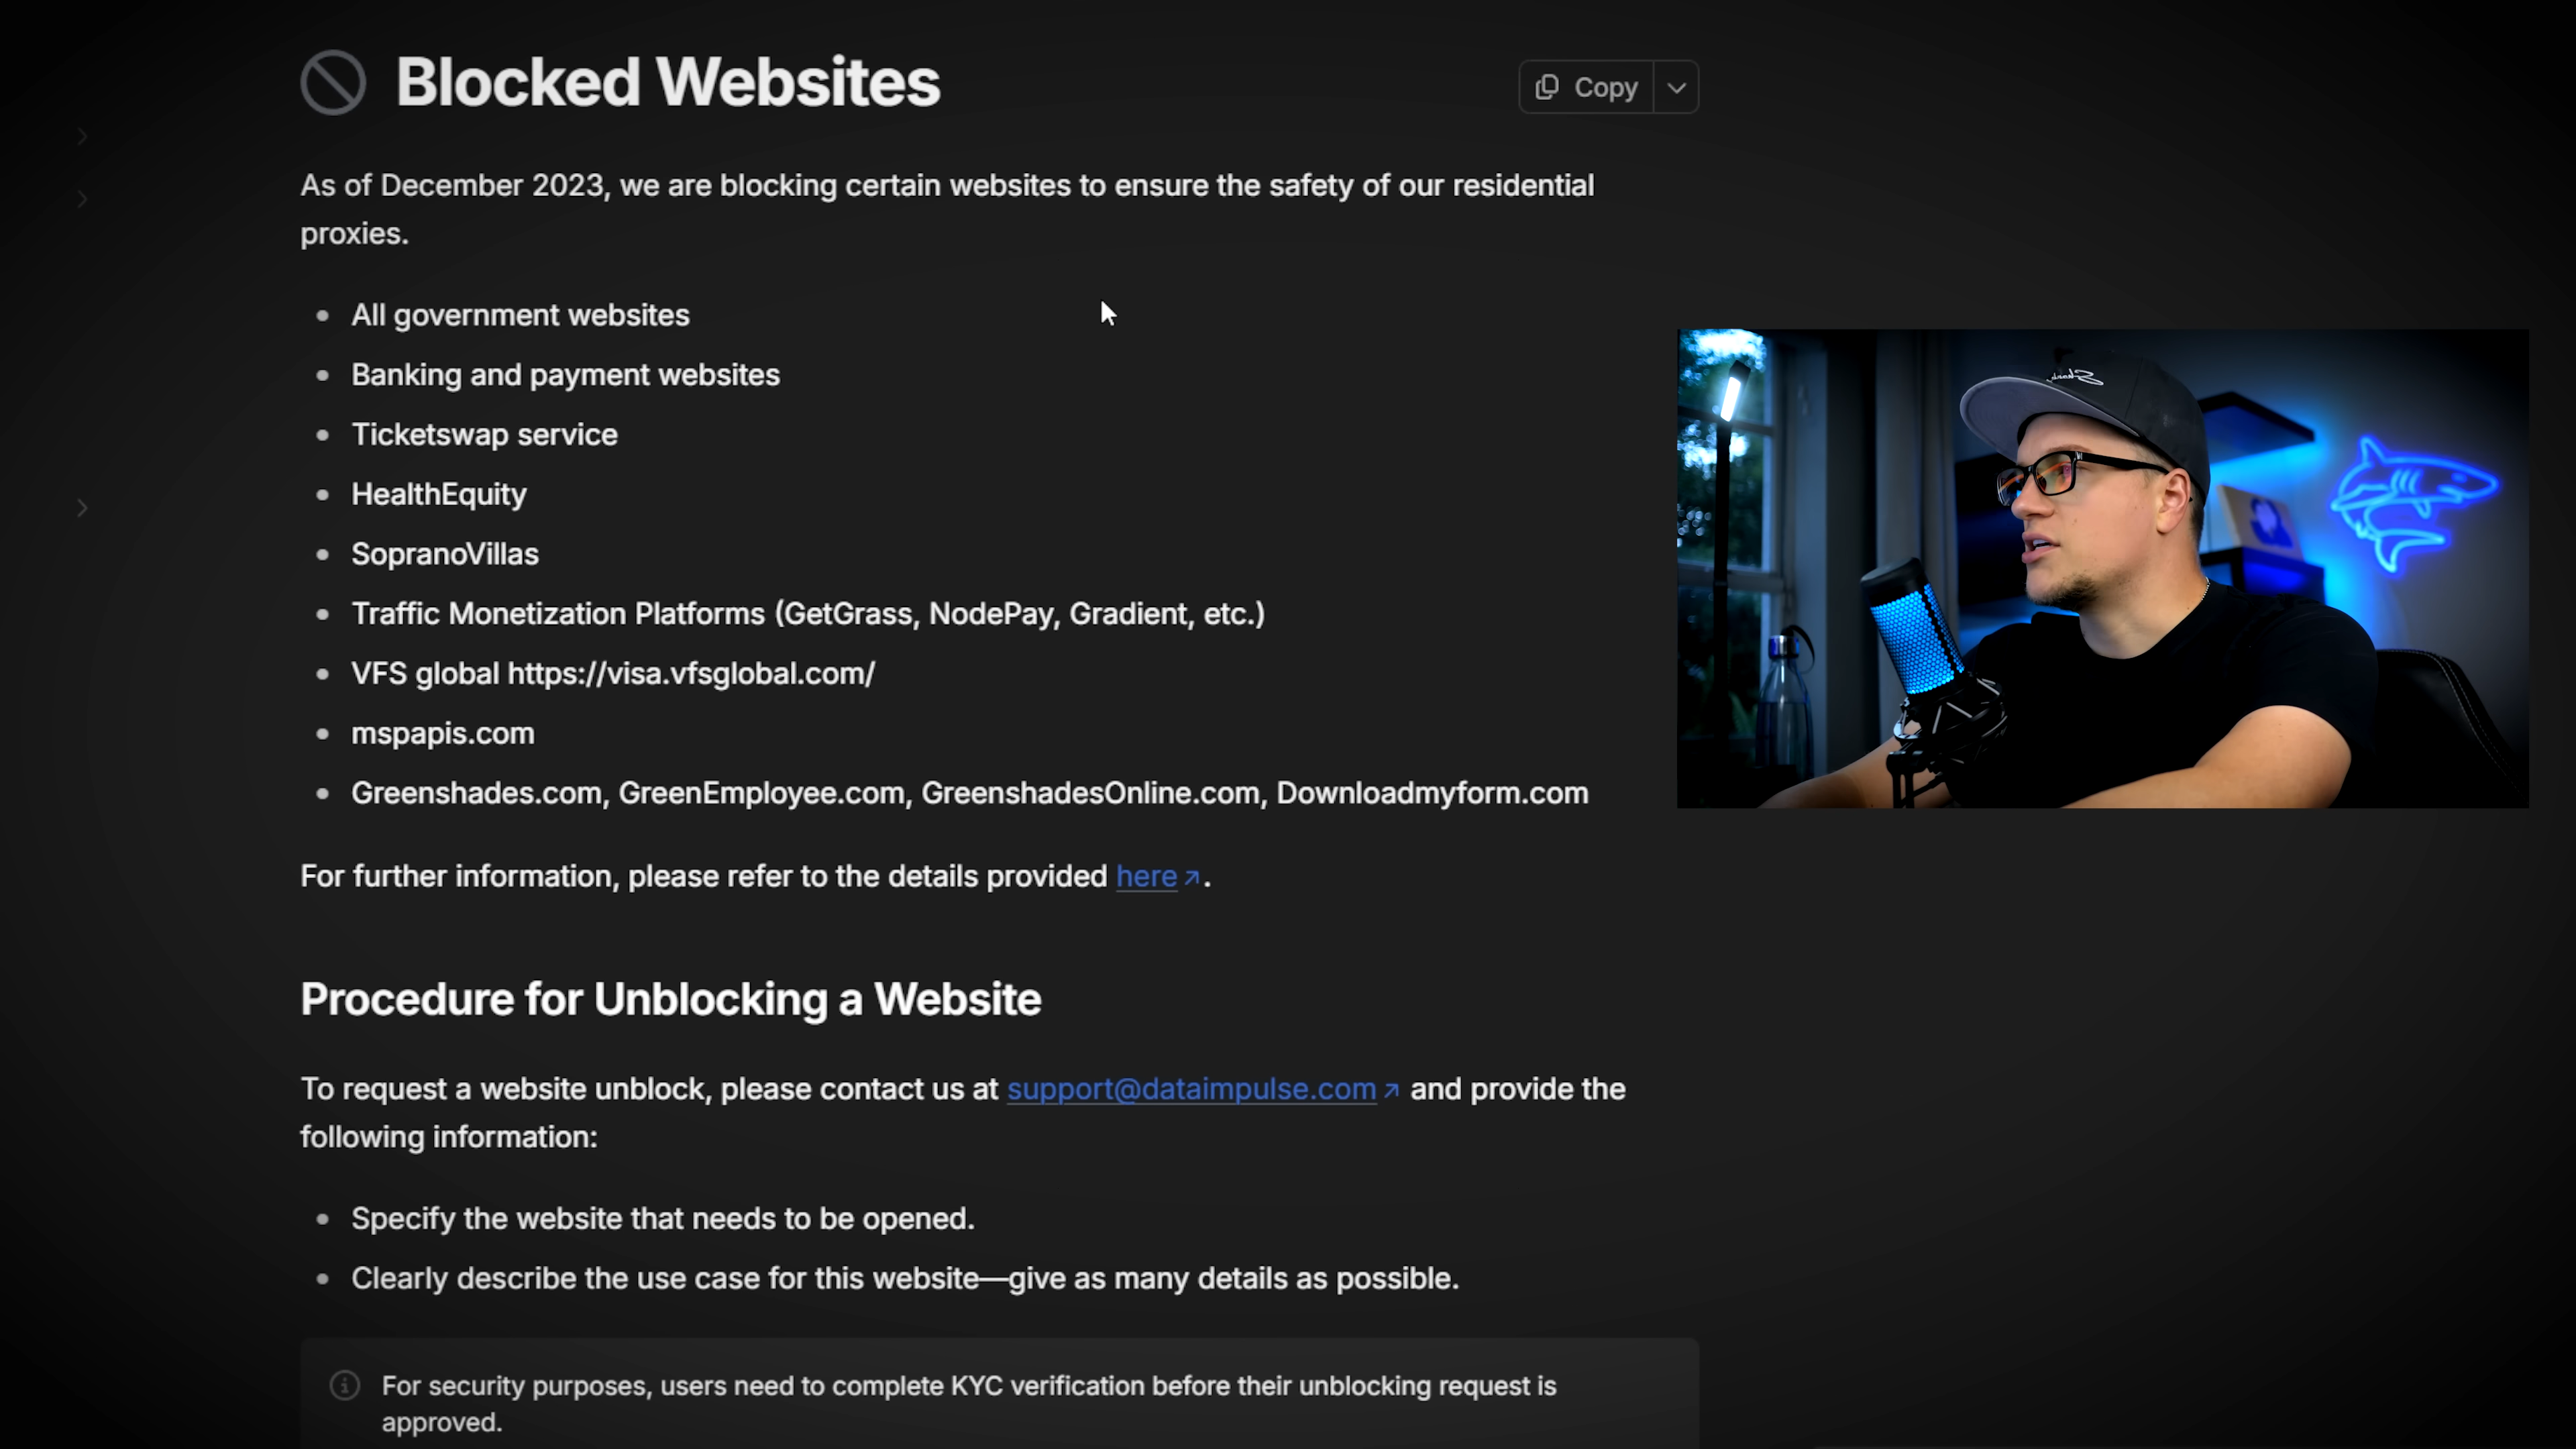 Blocked Websites
Copy
As of December 2023, we are blocking certain websites to ensure the safety of our residential
proxies.
All government websites
Banking and payment websites
Ticketswap service
HealthEquity
SopranoVillas
Traffic Monetization Platforms (GetGrass, NodePay, Gradient, etc.)
VFS global https://visa.vfsglobal.com/
mspapis.com
Greenshades.com, GreenEmployee.com, GreenshadesOnline.com, Downloadmyform.com
For further information, please refer to the details provided here.
Procedure for Unblocking a Website
To request a website unblock, please contact us at support@dataimpulse.com and provide the
following information:
Specify the website that needs to be opened.
Clearly describe the use case for this website—give as many details as possible.
For security purposes, users need to complete KYC verification before their unblocking request is
approved.